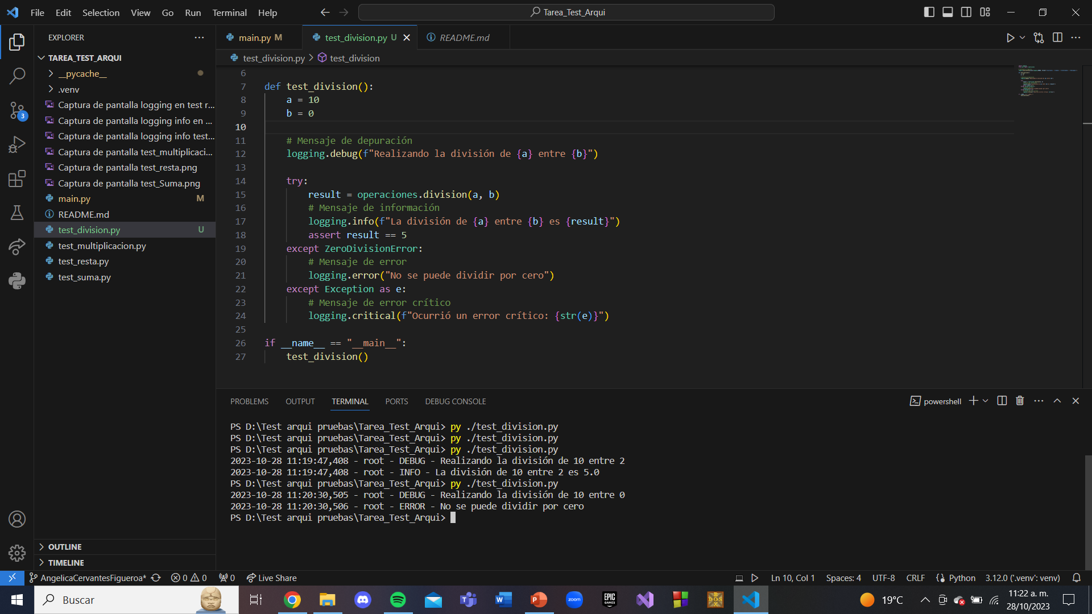 File Edit Selection View Go Run Terminal Help
Tarea_Test_Arqui
EXPLORER
main.py M
test_division.py U
README.md
TAREA_TEST_ARQUI
test_division.py > test_division
__pycache__
.venv
Captura de pantalla logging en test r...
Captura de pantalla logging info en ...
Captura de pantalla logging info test...
Captura de pantalla test_multiplicaci...
Captura de pantalla test_resta.png
Captura de pantalla test_Suma.png
main.py M
README.md
test_division.py U
test_multiplicacion.py
test_resta.py
test_suma.py
3
OUTLINE
TIMELINE
6
7 def test_division():
8 a = 10
9 b = 0
10
11 # Mensaje de depuración
12 logging.debug(f"Realizando la división de {a} entre {b}")
13
14 try:
15 result = operaciones.division(a, b)
16 # Mensaje de información
17 logging.info(f"La división de {a} entre {b} es {result}")
18 assert result == 5
19 except ZeroDivisionError:
20 # Mensaje de error
21 logging.error("No se puede dividir por cero")
22 except Exception as e:
23 # Mensaje de error crítico
24 logging.critical(f"Ocurrió un error crítico: {str(e)}")
25
26 if __name__ == "__main__":
27 test_division()
PROBLEMS OUTPUT TERMINAL PORTS DEBUG CONSOLE
powershell
PS D:\Test arqui pruebas\Tarea_Test_Arqui> py ./test_division.py
PS D:\Test arqui pruebas\Tarea_Test_Arqui> py ./test_division.py
PS D:\Test arqui pruebas\Tarea_Test_Arqui> py ./test_division.py
2023-10-28 11:19:47,408 - root - DEBUG - Realizando la división de 10 entre 2
2023-10-28 11:19:47,408 - root - INFO - La división de 10 entre 2 es 5.0
PS D:\Test arqui pruebas\Tarea_Test_Arqui> py ./test_division.py
2023-10-28 11:20:30,505 - root - DEBUG - Realizando la división de 10 entre 0
2023-10-28 11:20:30,506 - root - ERROR - No se puede dividir por cero
PS D:\Test arqui pruebas\Tarea_Test_Arqui>
AngelicaCervantesFigueroa* 0 0 0 Live Share
Ln 10, Col 1 Spaces: 4 UTF-8 CRLF Python 3.12.0 ('.venv': venv)
Buscar
EPIC GAMES
zoom
19°C
11:22 a. m.
28/10/2023